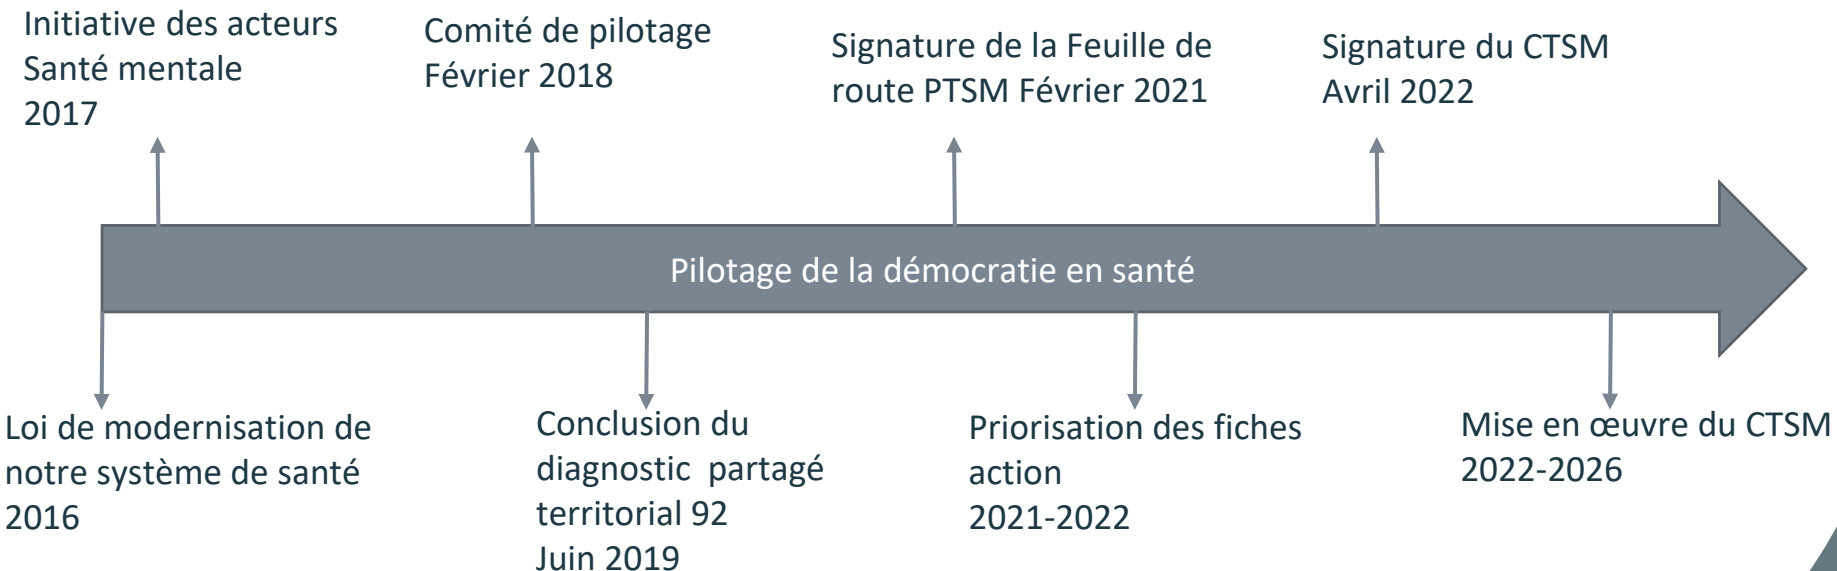 Initiative des acteurs
Santé mentale
2017
Comité de pilotage
Février 2018
Signature de la Feuille de
route PTSM Février 2021
Signature du CTSM
Avril 2022
Pilotage de la démocratie en santé
Loi de modernisation de
notre système de santé
2016
Conclusion du
diagnostic  partagé
territorial 92
Juin 2019
Priorisation des fiches
action
2021-2022
Mise en œuvre du CTSM
2022-2026